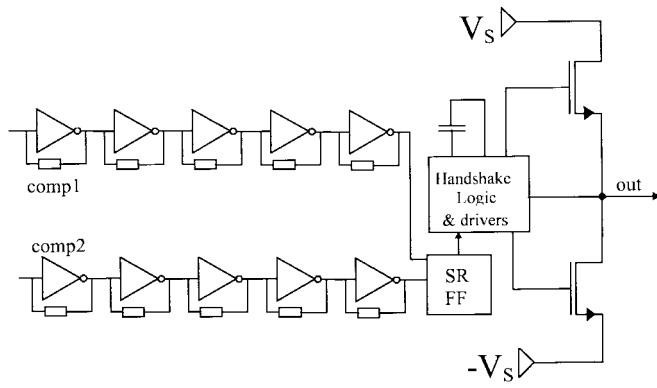 V_S
comp1
Handshake
Logic
& drivers
out
comp2
SR
FF
-V_S